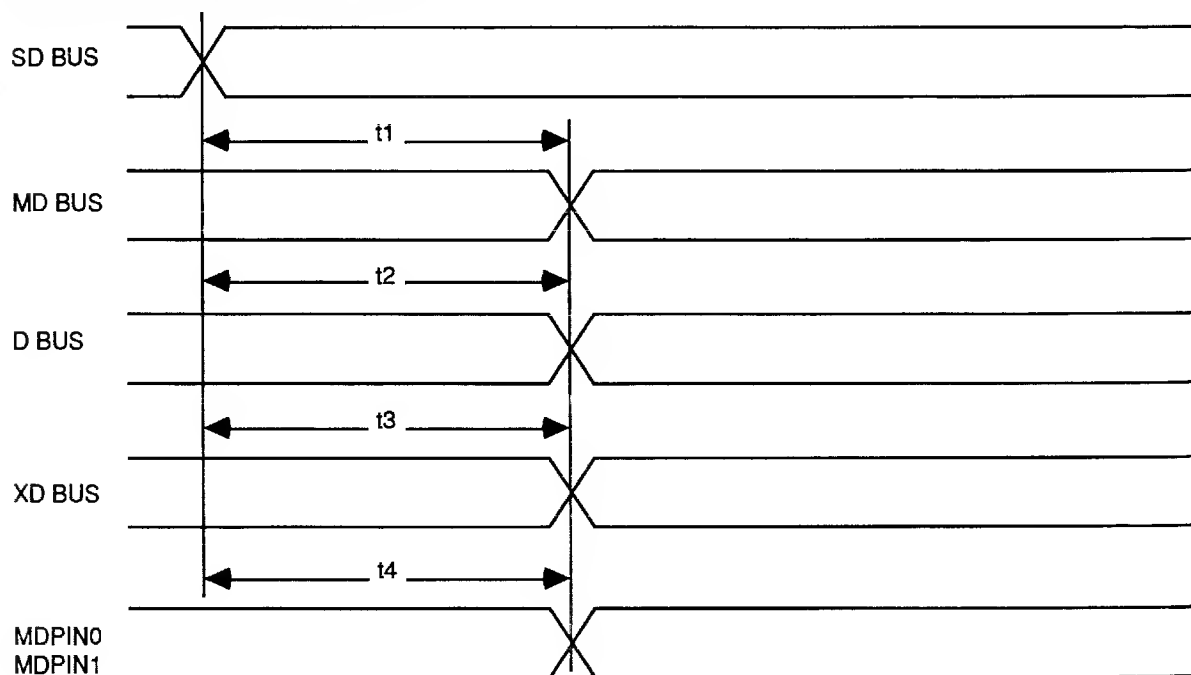 SD BUS
t1
MD BUS
t2
D BUS
t3
XD BUS
t4
MDPIN0
MDPIN1